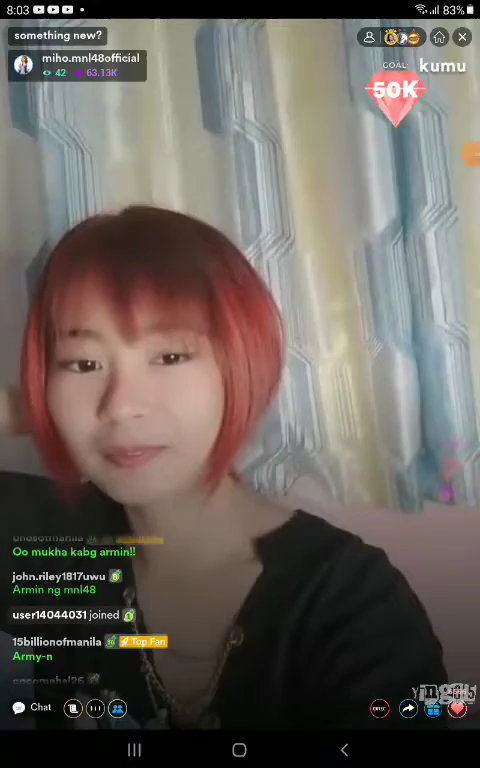 8:03
83%
something new?
miho.mnl48official
42
63.13K
GOAL:
kumu
50K
Oo mukha kabg armin!!
john.riley1817uwu
Armin ng mnl48
user14044031 joined
15billionofmanila
Top Fan
Army-n
Chat